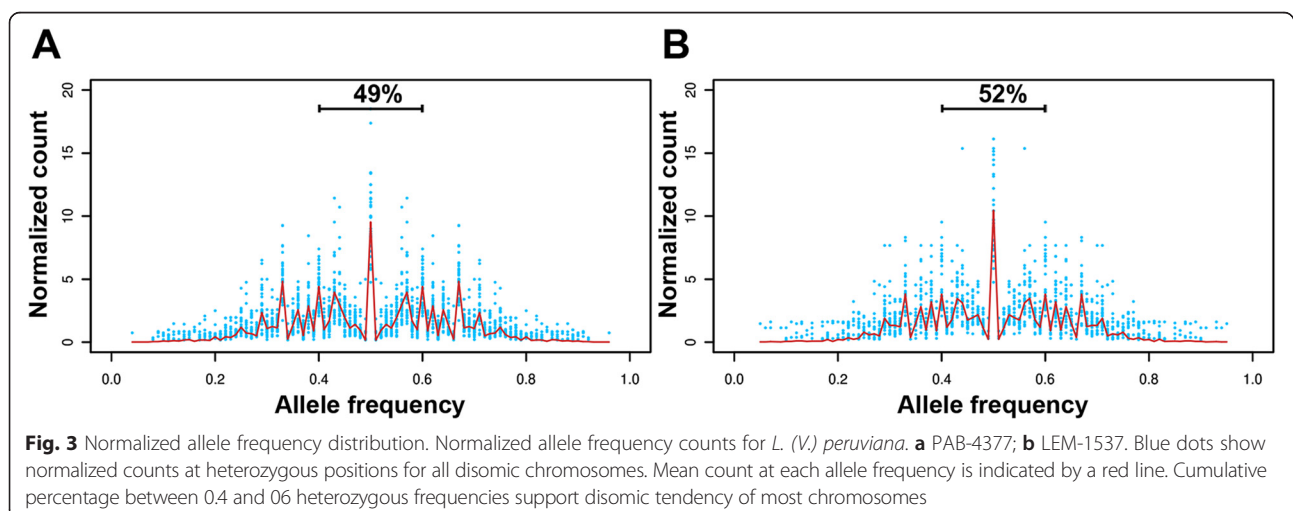 A
B
20
15
10
5
0
Normalized count
49%
0.0 0.2 0.4 0.6 0.8 1.0
Allele frequency
20
15
10
5
0
Normalized count
52%
0.0 0.2 0.4 0.6 0.8 1.0
Allele frequency
Fig. 3 Normalized allele frequency distribution. Normalized allele frequency counts for L. (V.) peruviana. a PAB-4377; b LEM-1537. Blue dots show
normalized counts at heterozygous positions for all disomic chromosomes. Mean count at each allele frequency is indicated by a red line. Cumulative
percentage between 0.4 and 06 heterozygous frequencies support disomic tendency of most chromosomes